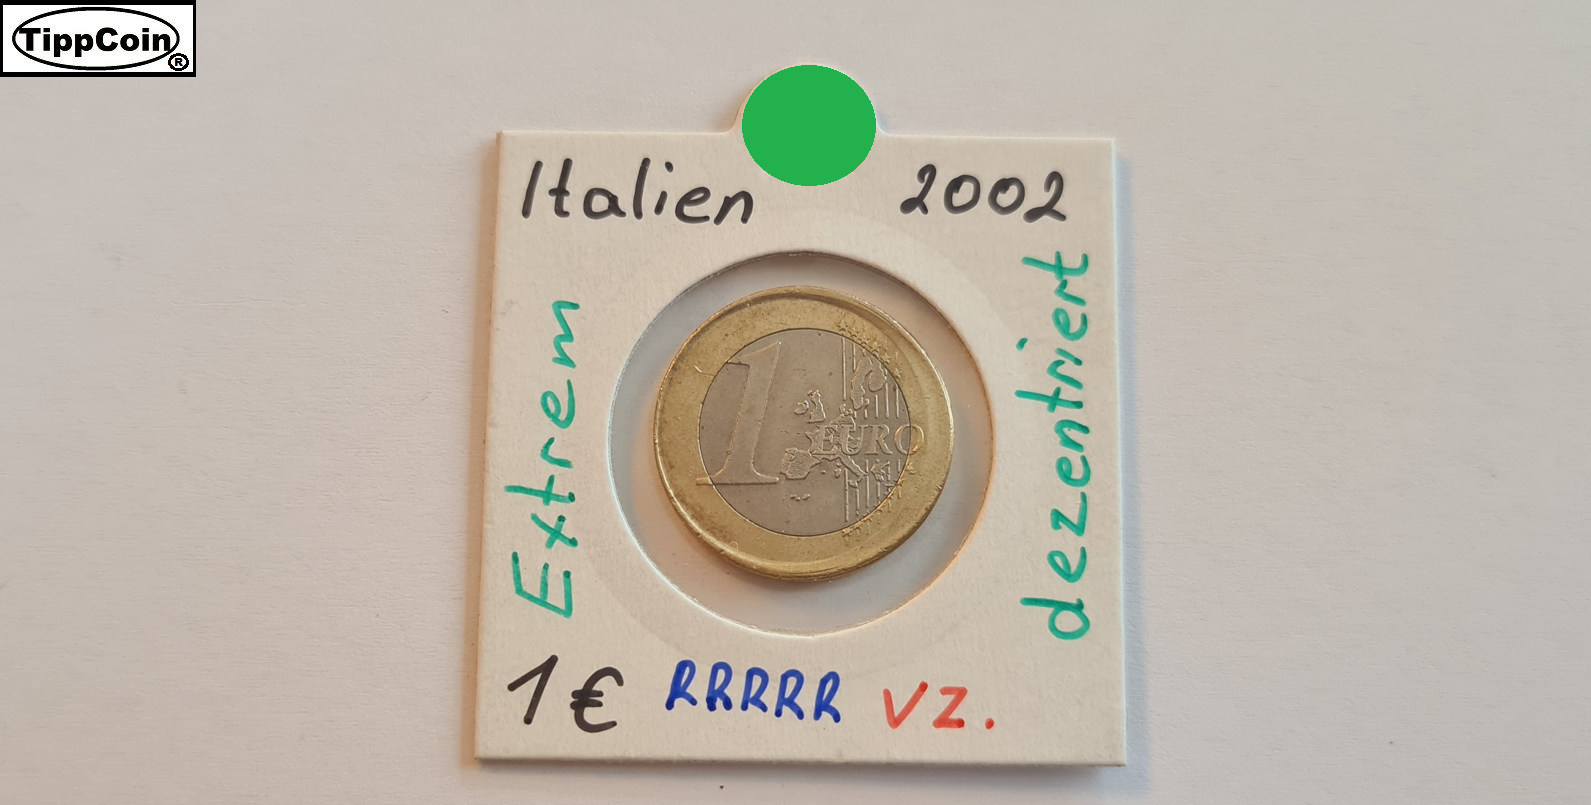 TippCoin
®
Italien 2002
Extrem
dezentriert
1 EURO
1€ RRRRR vz.